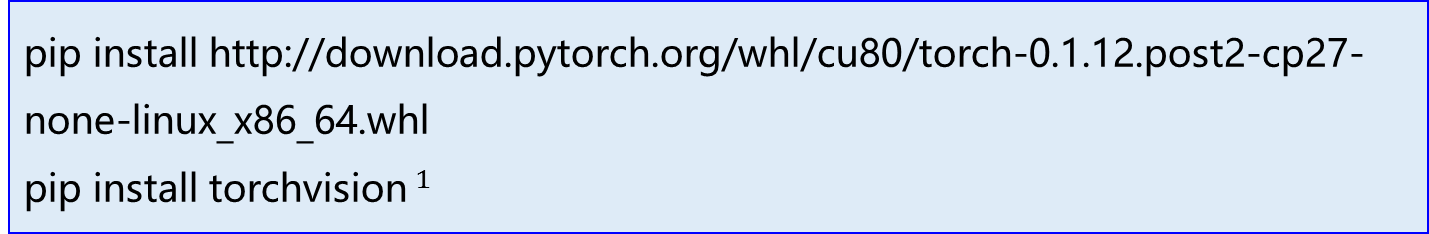 pip install http://download.pytorch.org/whl/cu80/torch-0.1.12.post2-cp27-
none-linux_x86_64.whl
pip install torchvision 1